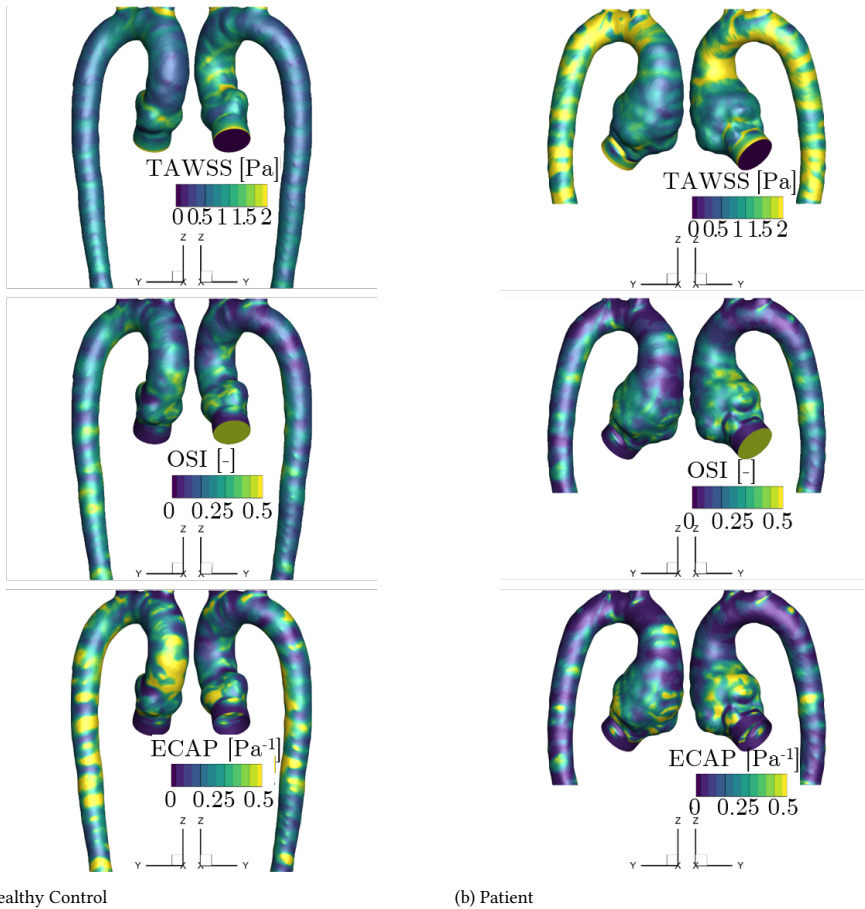 TAWSS [Pa]
0 0.5 1 1.5 2
Z Z
Y X X Y
TAWSS [Pa]
0 0.5 1 1.5 2
Z Z
Y X X Y
OSI [-]
0 0.25 0.5
Z Z
Y X X Y
OSI [-]
0 0.25 0.5
Z Z
Y X X Y
ECAP [Pa-1]
0 0.25 0.5
Z Z
Y X X Y
ECAP [Pa-1]
0 0.25 0.5
Z Z
Y X X Y
ealthy Control
(b) Patient